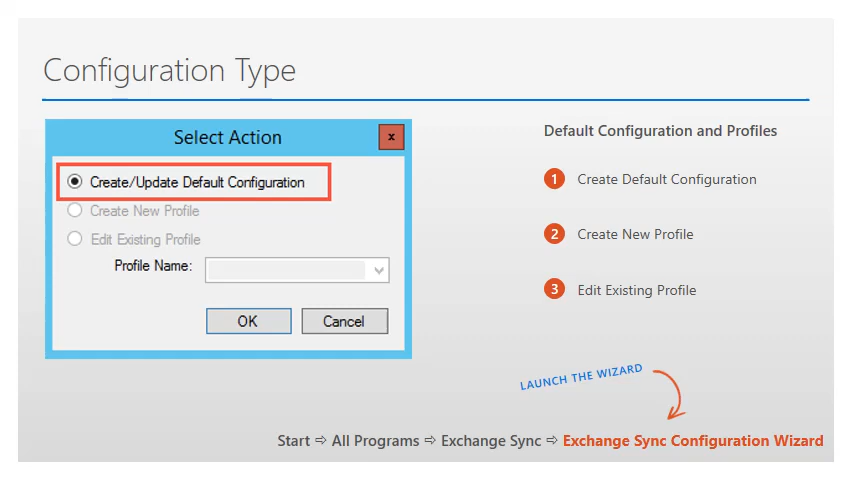 Configuration Type
Select Action
x
Create/Update Default Configuration
Create New Profile
Edit Existing Profile
Profile Name:
OK
Cancel
Default Configuration and Profiles
1 Create Default Configuration
2 Create New Profile
3 Edit Existing Profile
LAUNCH THE WIZARD
Start ⇨ All Programs ⇨ Exchange Sync ⇨ Exchange Sync Configuration Wizard